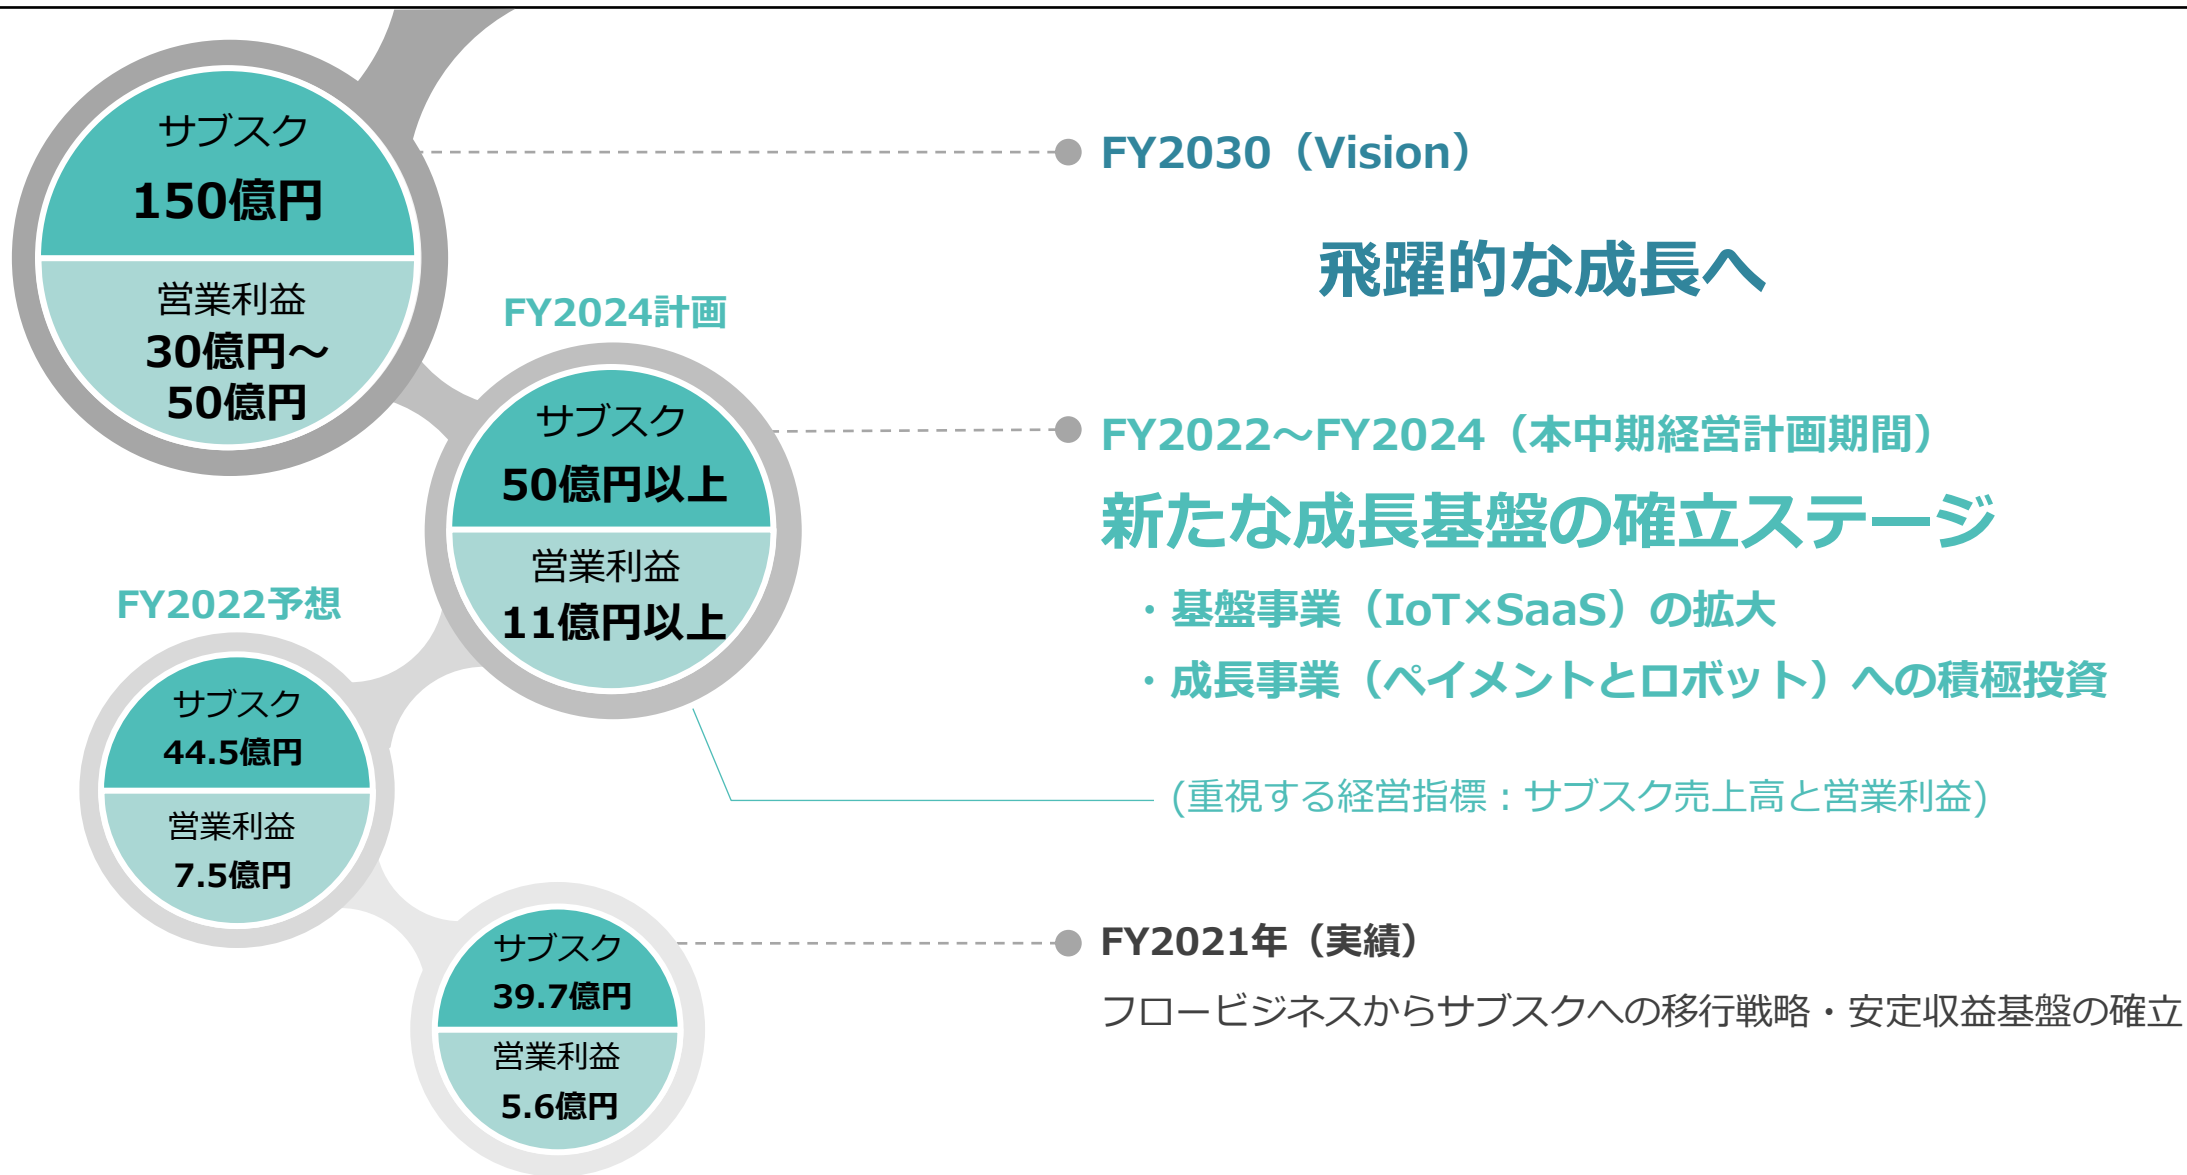 サブスク
150億円
営業利益
30億円～
50億円
FY2030（Vision）
飛躍的な成長へ
FY2024計画
サブスク
50億円以上
営業利益
11億円以上
FY2022～FY2024（本中期経営計画期間）
新たな成長基盤の確立ステージ
・基盤事業（IoT×SaaS）の拡大
・成長事業（ペイメントとロボット）への積極投資
(重視する経営指標：サブスク売上高と営業利益)
FY2022予想
サブスク
44.5億円
営業利益
7.5億円
サブスク
39.7億円
営業利益
5.6億円
FY2021年（実績）
フロービジネスからサブスクへの移行戦略・安定収益基盤の確立